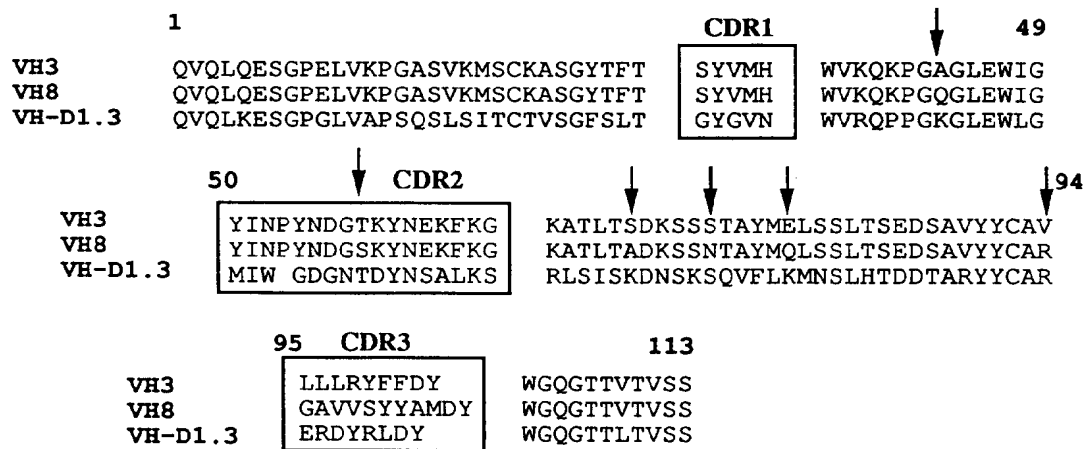 1 CDR1 49
VH3 QVQLQESGPELVKPGASVKMSCKASGYTFT SYVMH WVKQKPGAGLEWIG
VH8 QVQLQESGPELVKPGASVKMSCKASGYTFT SYVMH WVKQKPGQGLEWIG
VH-D1.3 QVQLKESGPGLVAPSQSLSITCTVSGFSLT GYGVN WVRQPPGKGLEWLG
50 CDR2 94
VH3 YINPYNDGTKYNEKFKG KATLTSDKSSSTAYMELSSLTSEDSAVYYCAV
VH8 YINPYNDGSKYNEKFKG KATLTADKSSNTAYMQLSSLTSEDSAVYYCAR
VH-D1.3 MIW GDGNTDYNSALKS RLSISKDNSKSQVFLKMNSLHTDDTARYYCAR
95 CDR3 113
VH3 LLLRYFFDY WGQGTTVTVSS
VH8 GAVVSYYAMDY WGQGTTVTVSS
VH-D1.3 ERDYRLDY WGQGTTLTVSS